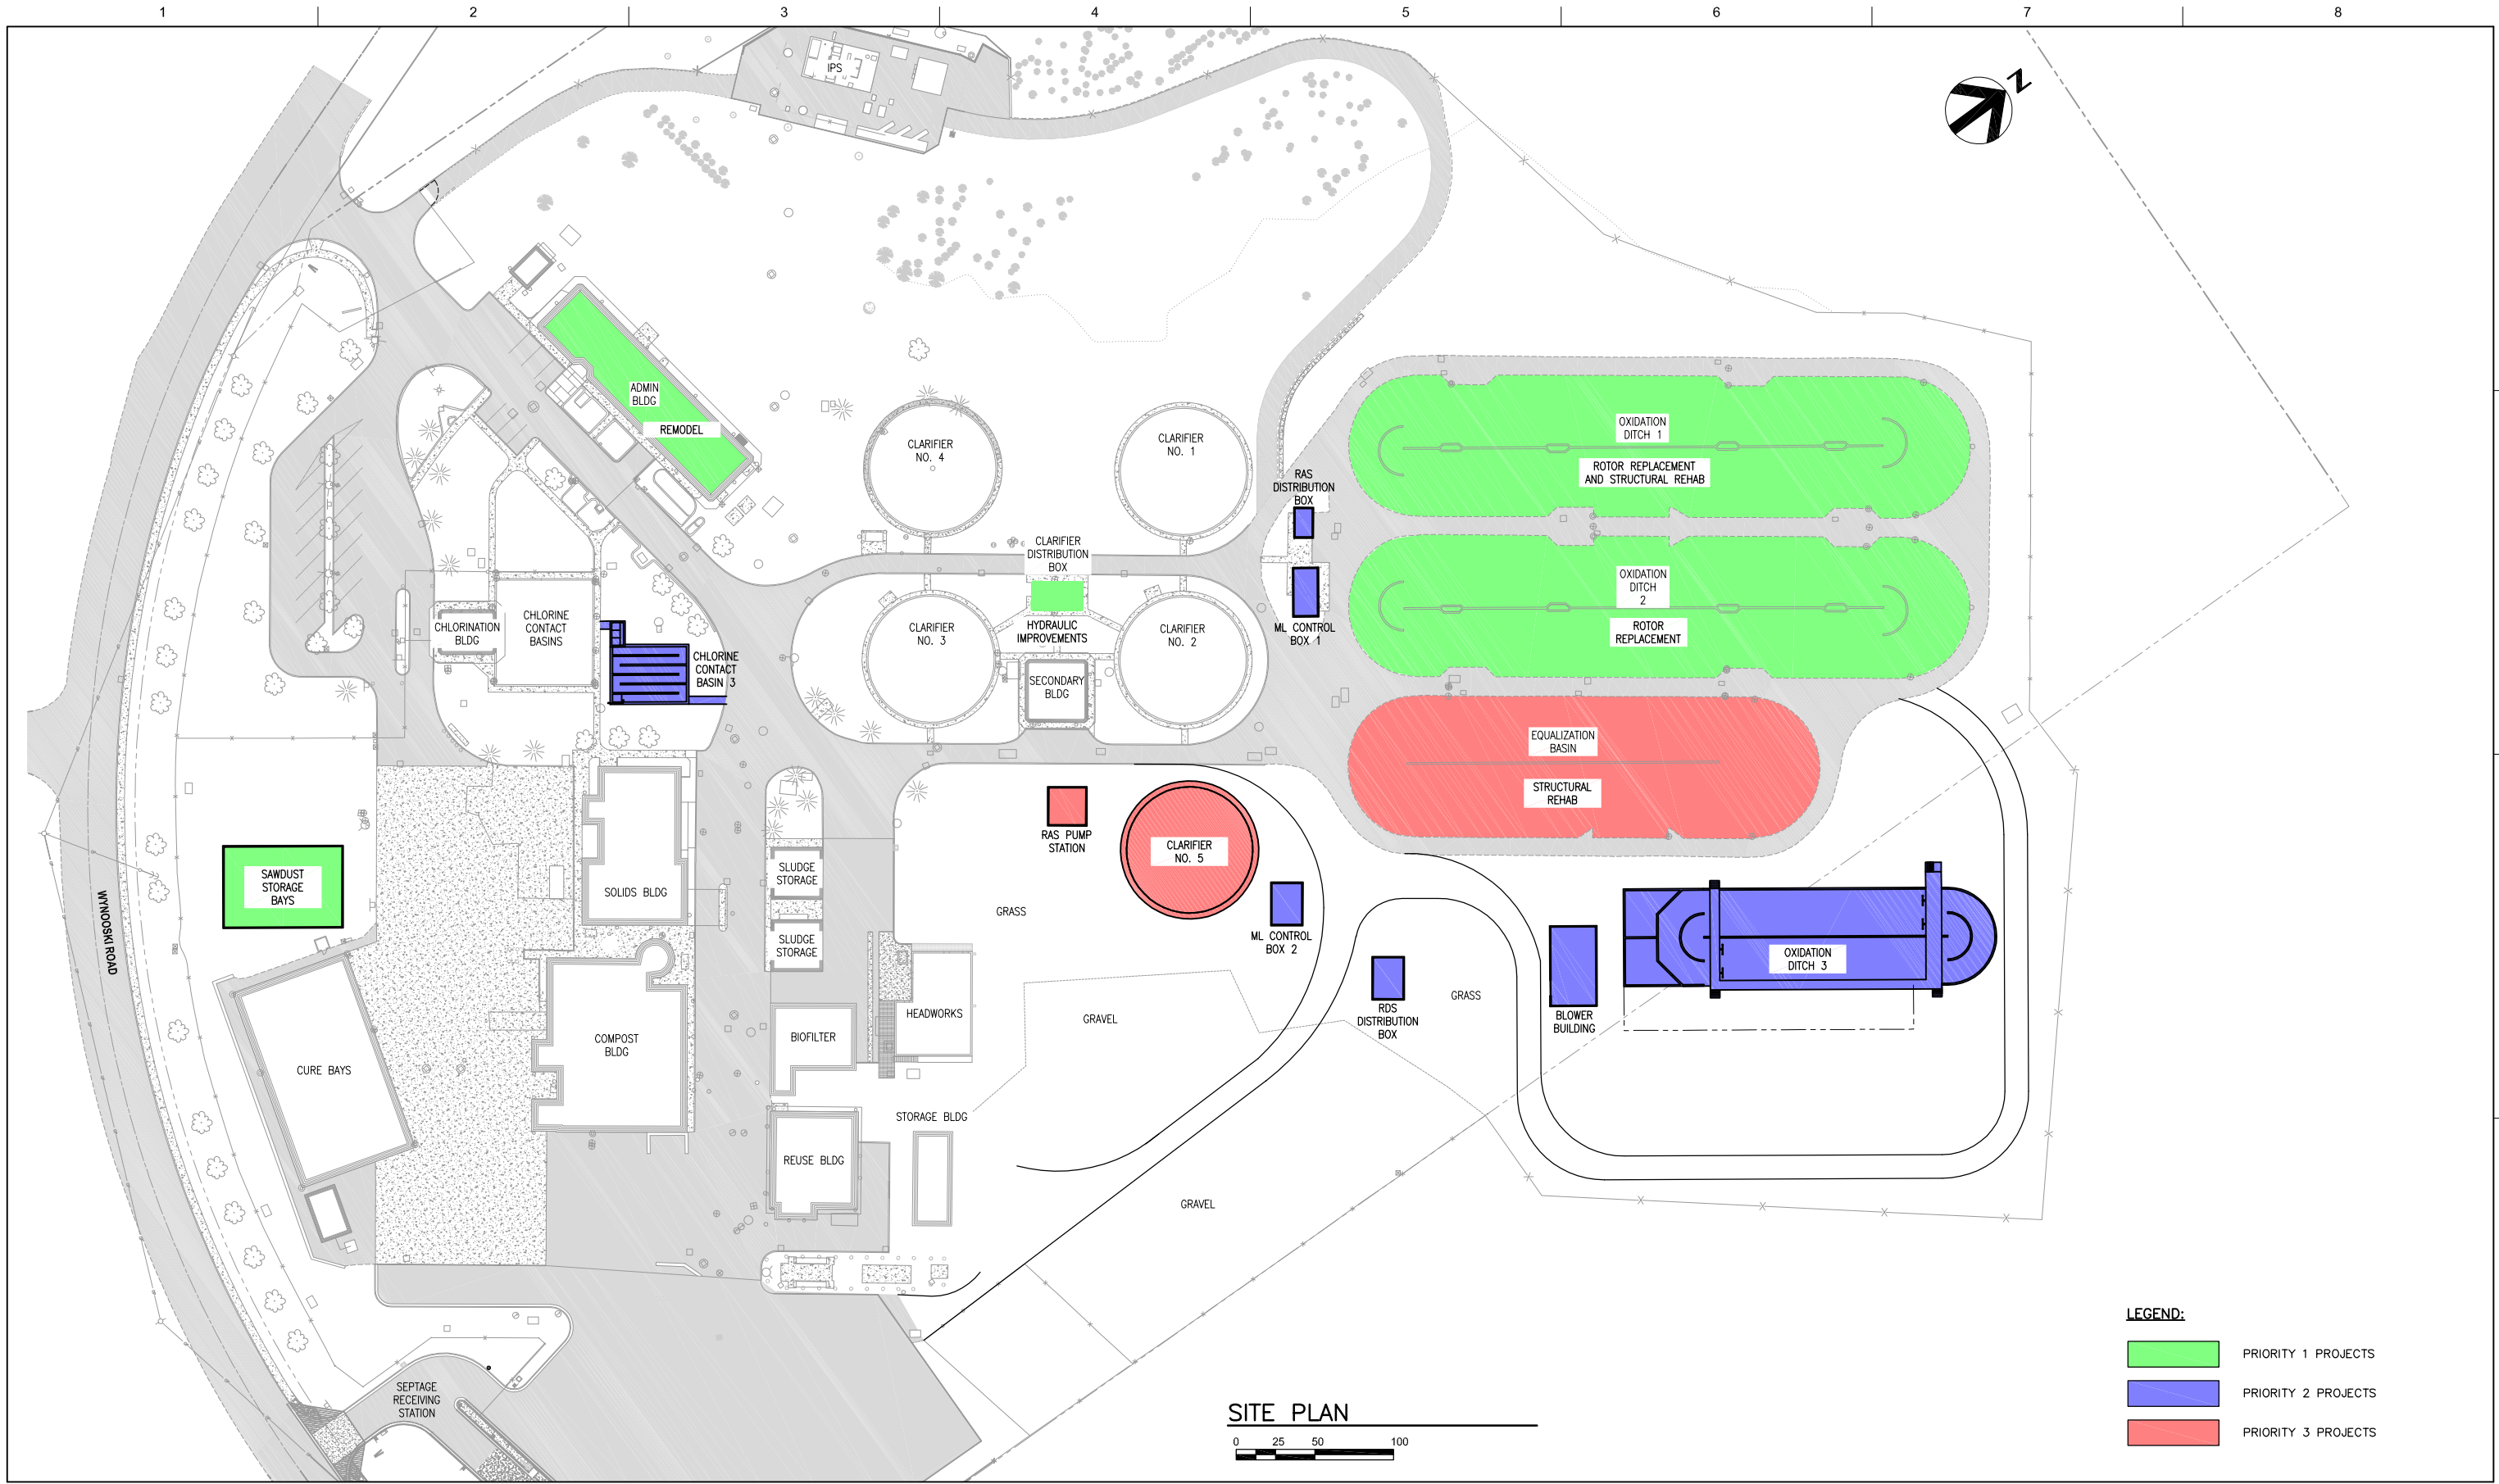 1
2
3
4
5
6
7
8
IPS
N
ADMIN
BLDG
REMODEL
CLARIFIER
NO. 4
CLARIFIER
NO. 1
OXIDATION
DITCH 1
ROTOR REPLACEMENT
AND STRUCTURAL REHAB
RAS
DISTRIBUTION
BOX
CLARIFIER
DISTRIBUTION
BOX
OXIDATION
DITCH
2
ROTOR
REPLACEMENT
CHLORINATION
BLDG
CHLORINE
CONTACT
BASINS
CHLORINE
CONTACT
BASIN 3
CLARIFIER
NO. 3
HYDRAULIC
IMPROVEMENTS
CLARIFIER
NO. 2
ML CONTROL
BOX 1
SECONDARY
BLDG
EQUALIZATION
BASIN
STRUCTURAL
REHAB
RAS PUMP
STATION
CLARIFIER
NO. 5
SAWDUST
STORAGE
BAYS
SOLIDS BLDG
SLUDGE
STORAGE
SLUDGE
STORAGE
GRASS
ML CONTROL
BOX 2
WYNOOSKI ROAD
OXIDATION
DITCH 3
GRASS
RDS
DISTRIBUTION
BOX
BLOWER
BUILDING
HEADWORKS
GRAVEL
BIOFILTER
COMPOST
BLDG
CURE BAYS
STORAGE BLDG
REUSE BLDG
GRAVEL
SEPTAGE
RECEIVING
STATION
SITE PLAN
0 25 50 100
LEGEND:
PRIORITY 1 PROJECTS
PRIORITY 2 PROJECTS
PRIORITY 3 PROJECTS